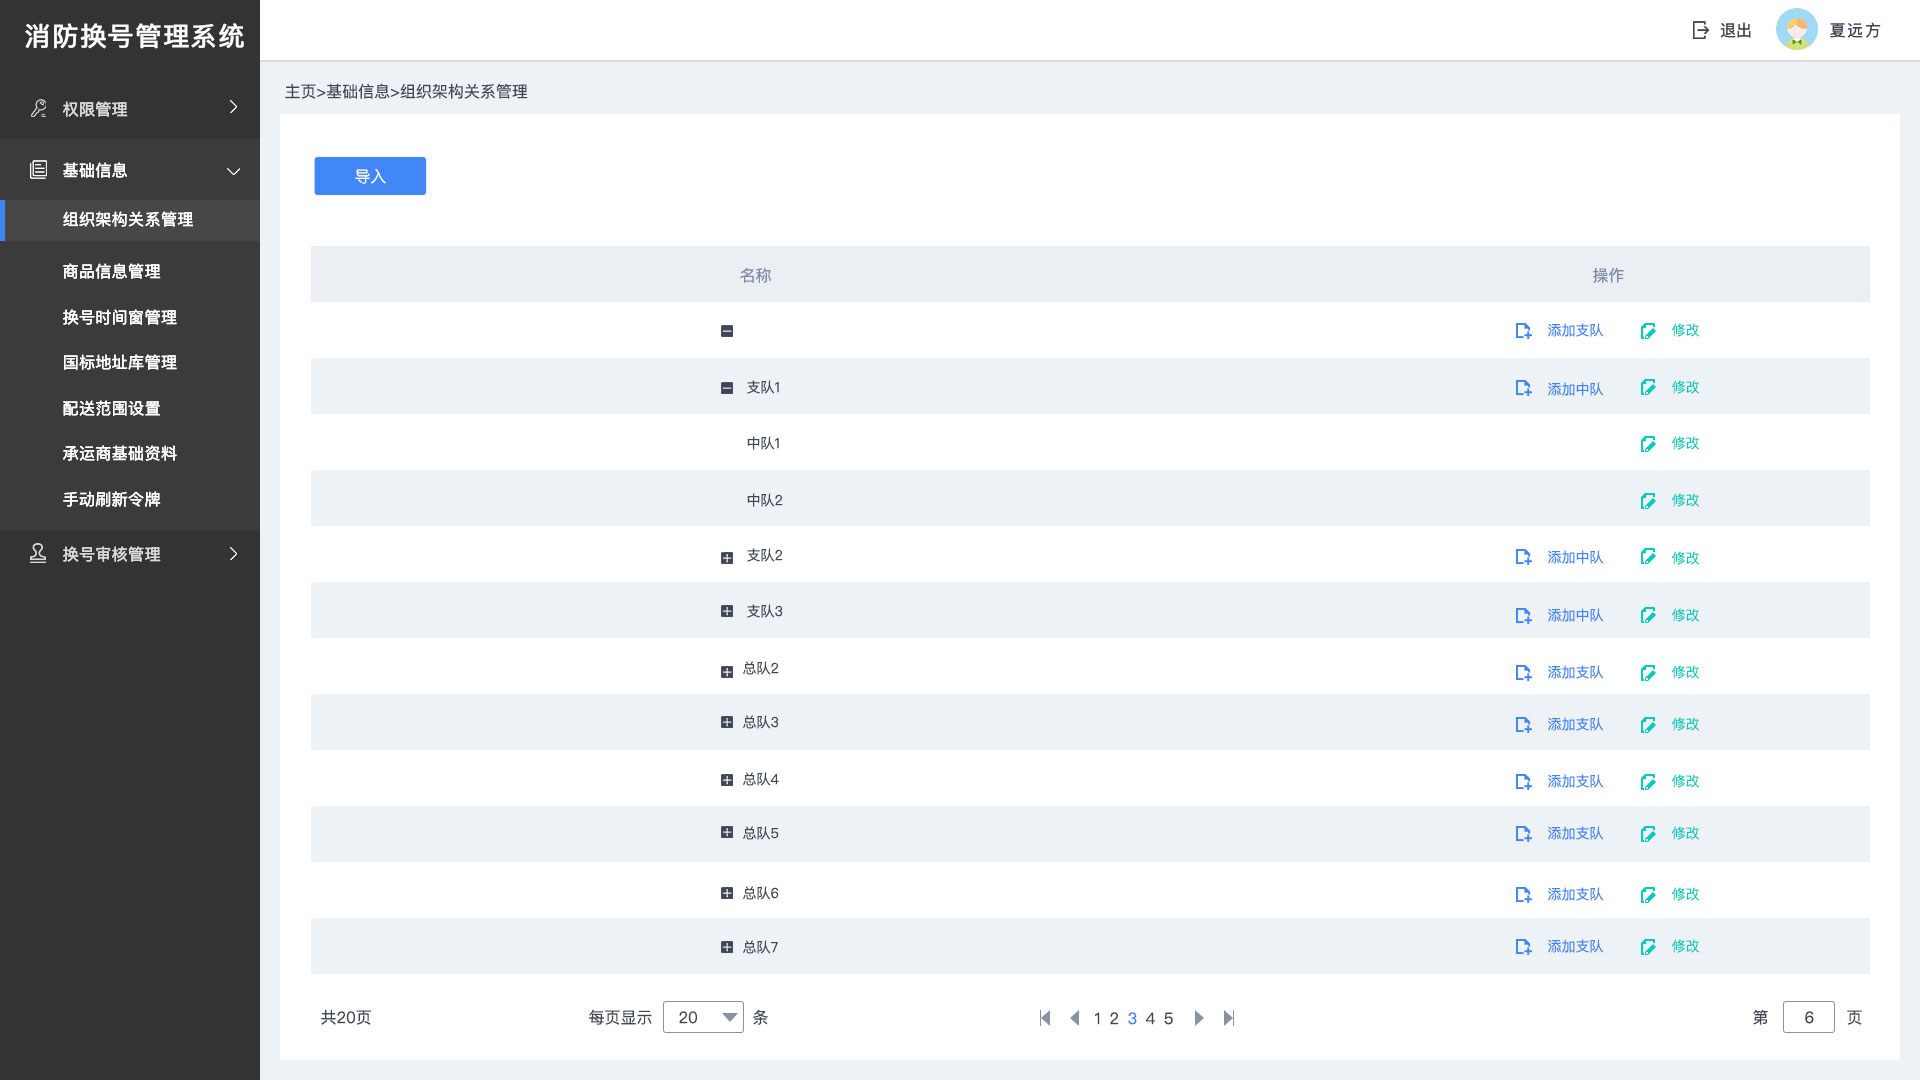 消防换号管理系统
退出
夏远方
主页>基础信息>组织架构关系管理
权限管理
基础信息
组织架构关系管理
商品信息管理
换号时间窗管理
国标地址库管理
配送范围设置
承运商基础资料
手动刷新令牌
换号审核管理
导入
名称 操作
添加支队 修改
支队1 添加中队 修改
中队1 修改
中队2 修改
支队2 添加中队 修改
支队3 添加中队 修改
总队2 添加支队 修改
总队3 添加支队 修改
总队4 添加支队 修改
总队5 添加支队 修改
总队6 添加支队 修改
总队7 添加支队 修改
共20页 每页显示 20 条 1 2 3 4 5 第 6 页